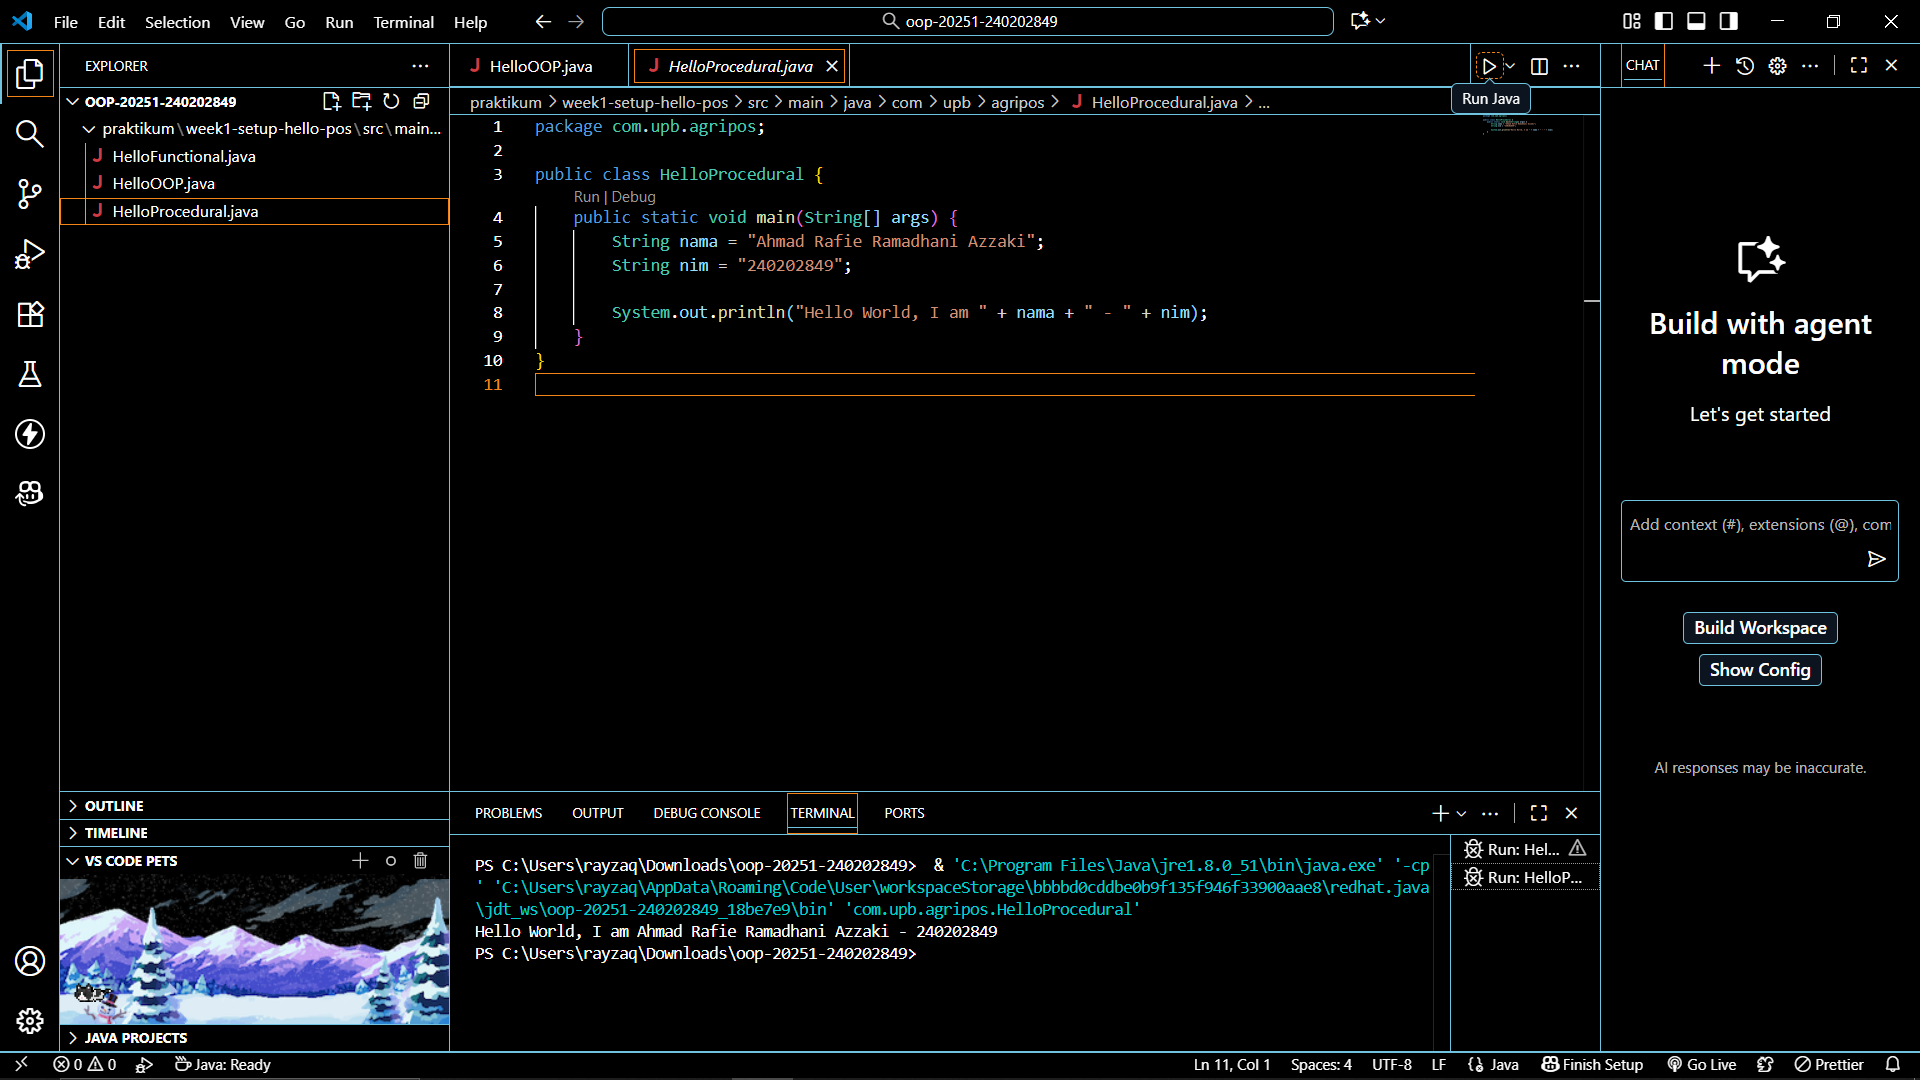 File Edit Selection View Go Run Terminal Help
oop-20251-240202849
EXPLORER
OOP-20251-240202849
praktikum\week1-setup-hello-pos\src\main...
HelloFunctional.java
HelloOOP.java
HelloProcedural.java
OUTLINE
TIMELINE
VS CODE PETS
JAVA PROJECTS
HelloOOP.java
HelloProcedural.java
praktikum > week1-setup-hello-pos > src > main > java > com > upb > agripos > HelloProcedural.java > ...
Run Java
1 package com.upb.agripos;
2
3 public class HelloProcedural {
Run | Debug
4 public static void main(String[] args) {
5 String nama = "Ahmad Rafie Ramadhani Azzaki";
6 String nim = "240202849";
7
8 System.out.println("Hello World, I am " + nama + " - " + nim);
9 }
10 }
11
PROBLEMS OUTPUT DEBUG CONSOLE TERMINAL PORTS
PS C:\Users\rayzaq\Downloads\oop-20251-240202849>  & 'C:\Program Files\Java\jre1.8.0_51\bin\java.exe' '-cp
' 'C:\Users\rayzaq\AppData\Roaming\Code\User\workspaceStorage\bbbbd0cddbe0b9f135f946f33900aae8\redhat.java
\jdt_ws\oop-20251-240202849_18be7e9\bin' 'com.upb.agripos.HelloProcedural'
Hello World, I am Ahmad Rafie Ramadhani Azzaki - 240202849
PS C:\Users\rayzaq\Downloads\oop-20251-240202849>
Run: Hel...
Run: HelloP...
CHAT
Build with agent
mode
Let's get started
Add context (#), extensions (@), com
Build Workspace
Show Config
AI responses may be inaccurate.
0 0 Java: Ready
Ln 11, Col 1 Spaces: 4 UTF-8 LF Java Finish Setup Go Live Prettier